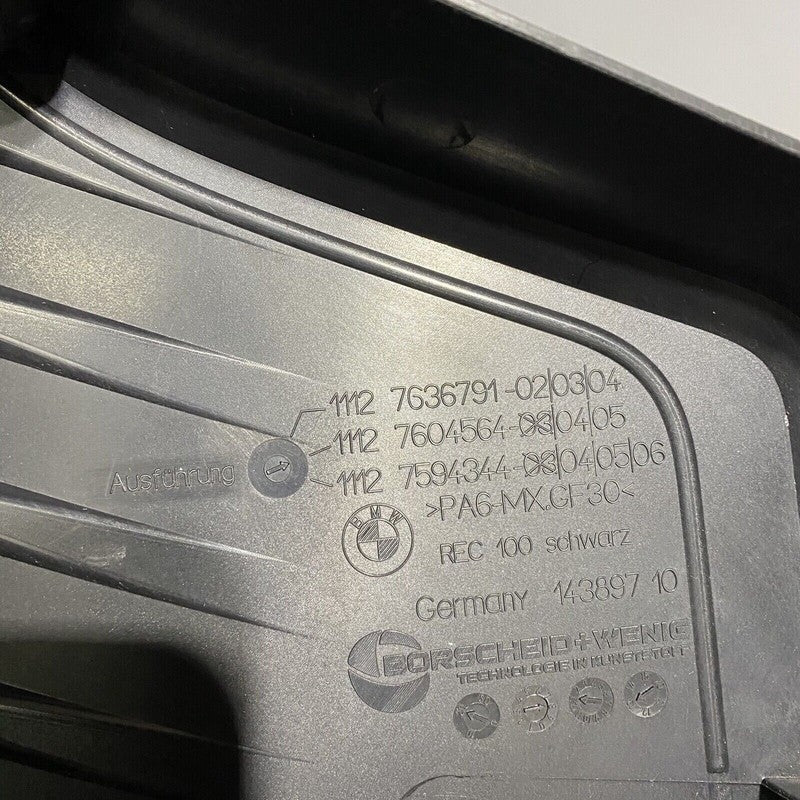 1112 7636791-02|03|04
1112 7604564-03|04|05
Ausführung
1112 7594344-03|04|05|06
>PA6-MX.GF30<
BMW
REC 100 schwarz
Germany 143897 10
BORSCHEID+WENIG
TECHNOLOGIE IN KUNSTSTOFF